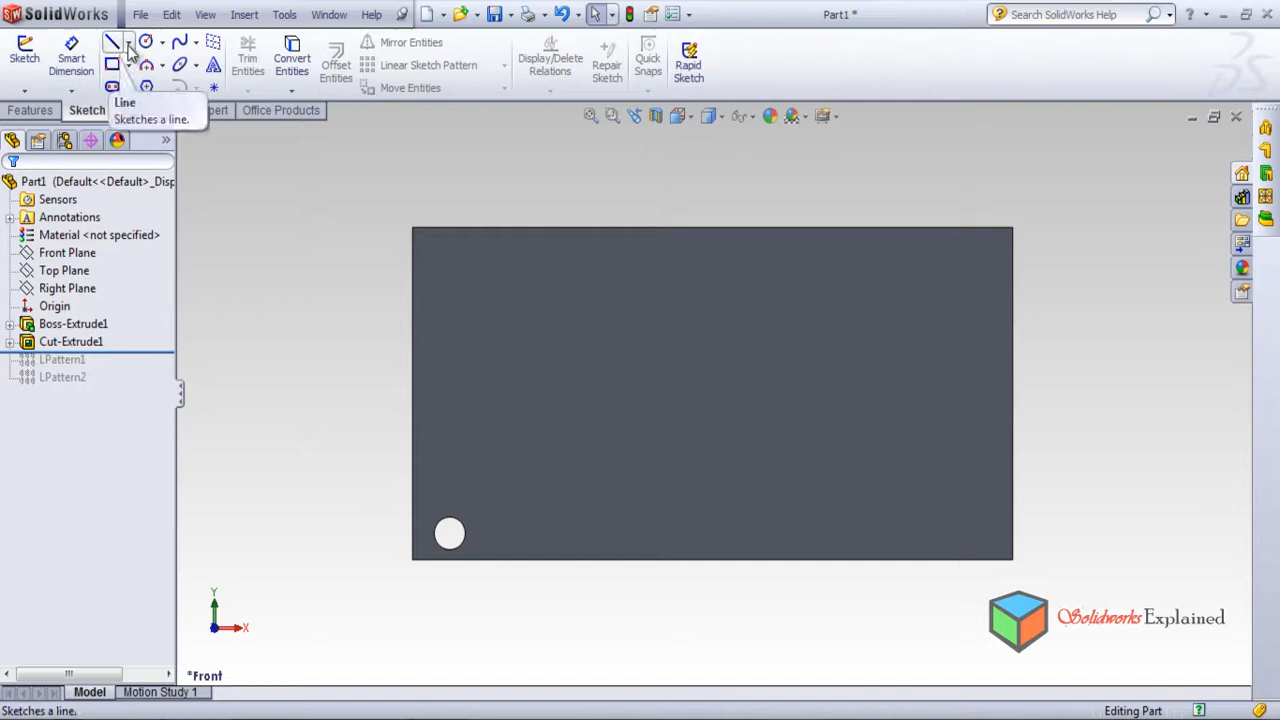 SolidWorks
File
Edit
View
Insert
Tools
Window
Help
Part1 *
Search SolidWorks Help
Sketch
Smart Dimension
Trim Entities
Convert Entities
Offset Entities
Mirror Entities
Linear Sketch Pattern
Move Entities
Display/Delete Relations
Repair Sketch
Quick Snaps
Rapid Sketch
Line
Sketches a line.
Features
Sketch
pert
Office Products
Part1 (Default<<Default>_Disp
Sensors
Annotations
Material <not specified>
Front Plane
Top Plane
Right Plane
Origin
Boss-Extrude1
Cut-Extrude1
LPattern1
LPattern2
Y
X
*Front
Solidworks Explained
Model
Motion Study 1
Sketches a line.
Editing Part